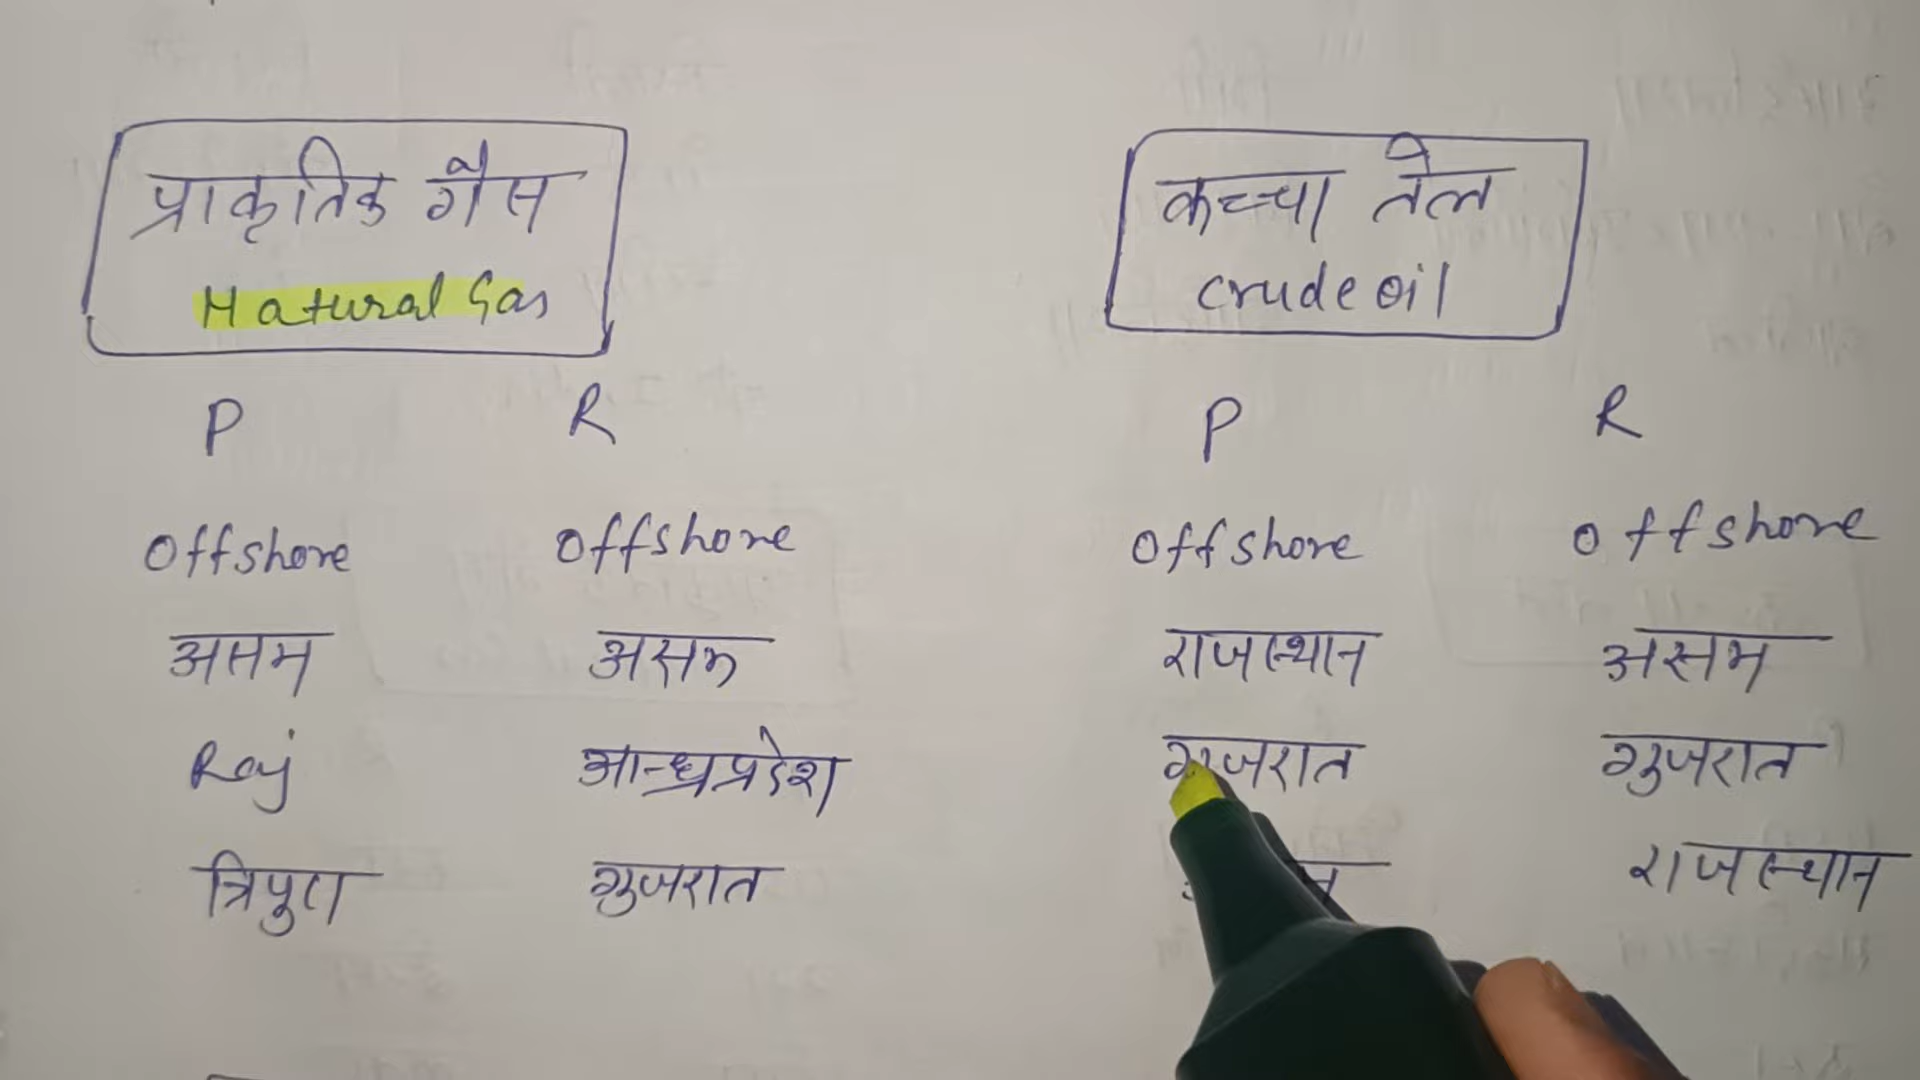 प्राकृतिक गैस
Natural Gas
P R
Offshore Offshore
असम असम
Raj आन्ध्रप्रदेश
त्रिपुरा गुजरात
कच्चा तेल
Crude oil
P R
Offshore Offshore
राजस्थान असम
गुजरात गुजरात
राजस्थान